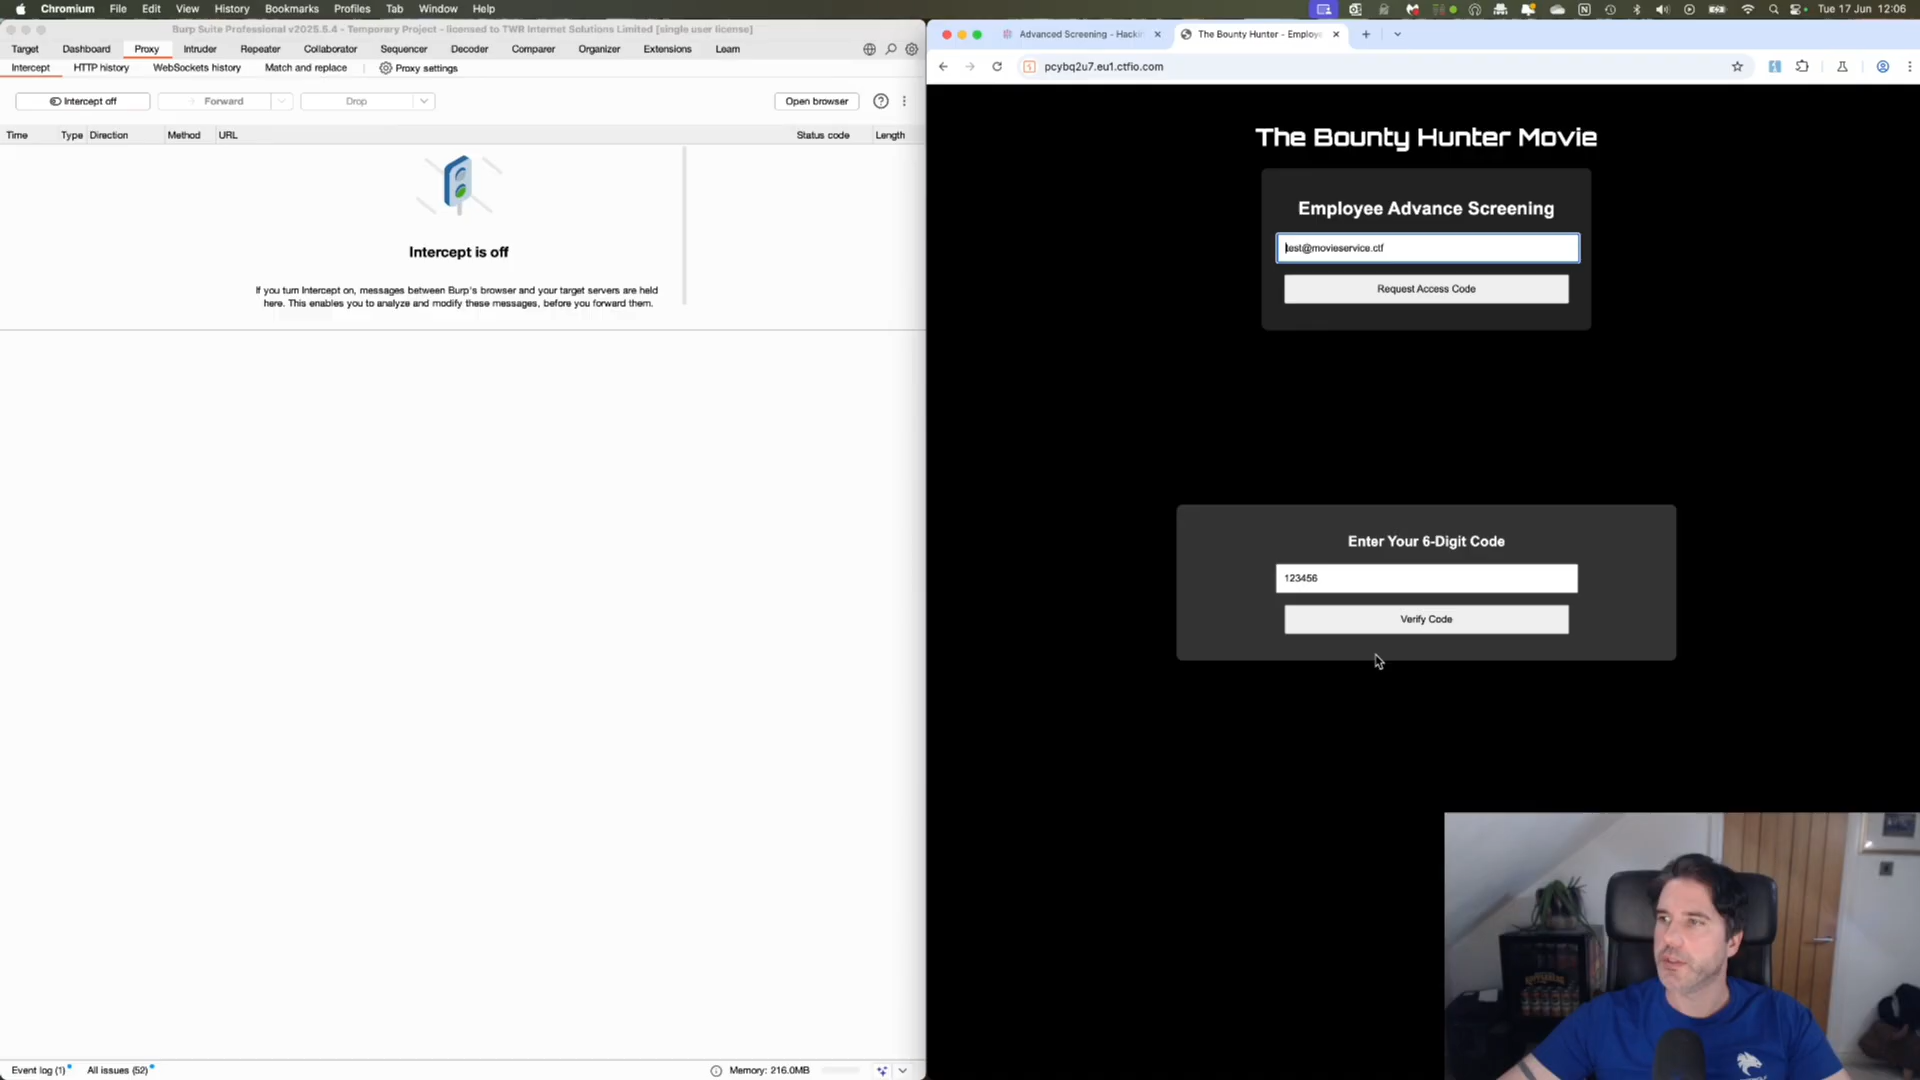 Chromium File Edit View History Bookmarks Profiles Tab Window Help
Tue 17 Jun 12:06
Burp Suite Professional v2025.5.4 - Temporary Project - licensed to TWR Internet Solutions Limited [single user license]
Target Dashboard Proxy Intruder Repeater Collaborator Sequencer Decoder Comparer Organizer Extensions Learn
Intercept HTTP history WebSockets history Match and replace Proxy settings
Intercept off Forward Drop Open browser
Time Type Direction Method URL Status code Length
Intercept is off
If you turn Intercept on, messages between Burp's browser and your target servers are held
here. This enables you to analyze and modify these messages, before you forward them.
Event log (1) All issues (52) Memory: 216.0MB
Advanced Screening - Hackin
The Bounty Hunter - Employe
pcybq2u7.eu1.ctfio.com
The Bounty Hunter Movie
Employee Advance Screening
test@movieservice.ctf
Request Access Code
Enter Your 6-Digit Code
123456
Verify Code